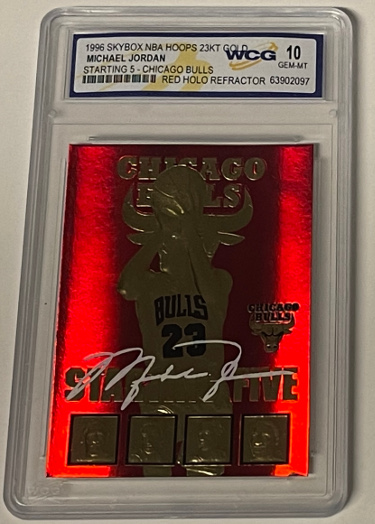 1996 SKYBOX NBA HOOPS 23KT GOLD
MICHAEL JORDAN
STARTING 5 - CHICAGO BULLS
WCG
10
GEM-MT
RED HOLO REFRACTOR 63902097
CHICAGO
BULLS
BULLS
23
CHICAGO
BULLS
STARTING FIVE